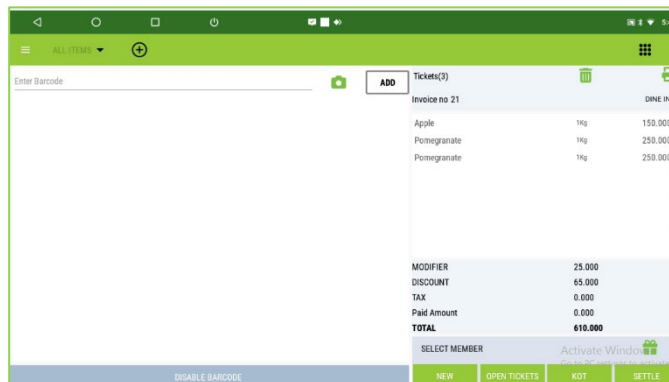 5:4
ALL ITEMS
Enter Barcode
ADD
Tickets(3)
Invoice no 21
DINE IN
Apple 1Kg 150.000
Pomegranate 1Kg 250.000
Pomegranate 1Kg 250.000
MODIFIER 25.000
DISCOUNT 65.000
TAX 0.000
Paid Amount 0.000
TOTAL 610.000
SELECT MEMBER
Activate Windows
DISABLE BARCODE
NEW
OPEN TICKETS
KOT
SETTLE